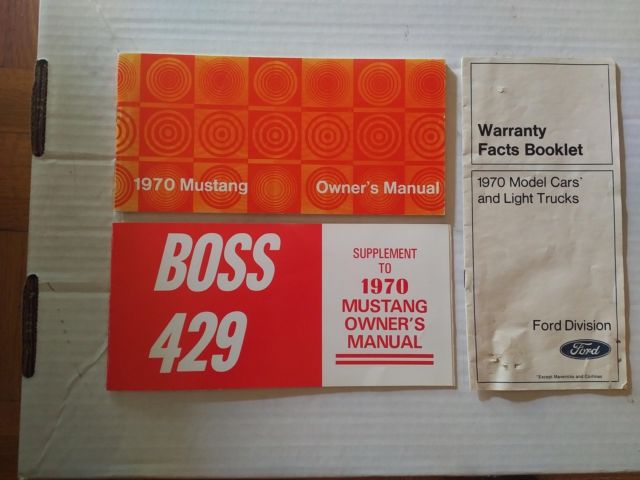 1970 Mustang Owner's Manual
BOSS
429
SUPPLEMENT
TO
1970
MUSTANG
OWNER'S
MANUAL
Warranty
Facts Booklet
1970 Model Cars*
and Light Trucks
Ford Division
Ford
*Except Mavericks and Cortinas